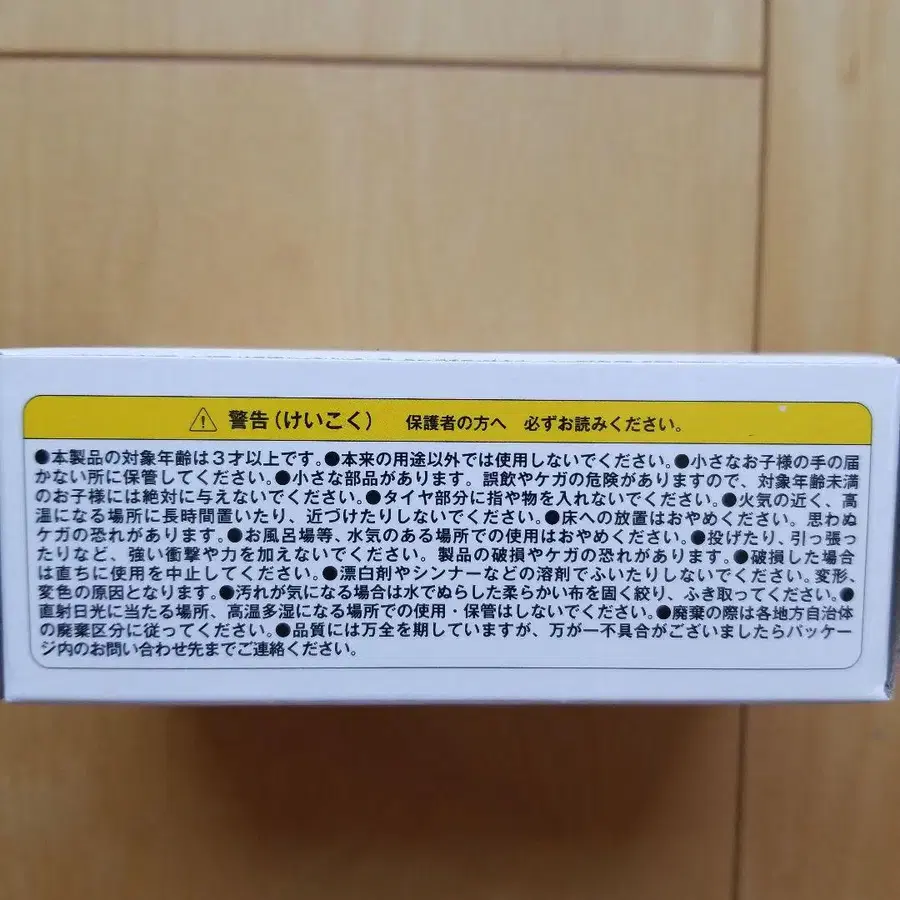 ⚠ 警告(けいこく) 保護者の方へ 必ずお読みください。
●本製品の対象年齢は3才以上です。●本来の用途以外では使用しないでください。●小さなお子様の手の届
かない所に保管してください。●小さな部品があります。誤飲やケガの危険がありますので、対象年齢未満
のお子様には絶対に与えないでください。●タイヤ部分に指や物を入れないでください。●火気の近く、高
温になる場所に長時間置いたり、近づけたりしないでください。●床への放置はおやめください。思わぬ
ケガの恐れがあります。●お風呂場等、水気のある場所での使用はおやめください。●投げたり、引っ張っ
たりなど、強い衝撃や力を加えないでください。製品の破損やケガの恐れがあります。●破損した場合
は直ちに使用を中止してください。●漂白剤やシンナーなどの溶剤でふいたりしないでください。変形、
変色の原因となります。●汚れが気になる場合は水でぬらした柔らかい布を固く絞り、ふき取ってください。●
直射日光に当たる場所、高温多湿になる場所での使用・保管はしないでください。●廃棄の際は各地方自治体
の廃棄区分に従ってください。●品質には万全を期していますが、万が一不具合がございましたらパッケー
ジ内のお問い合わせ先までご連絡ください。